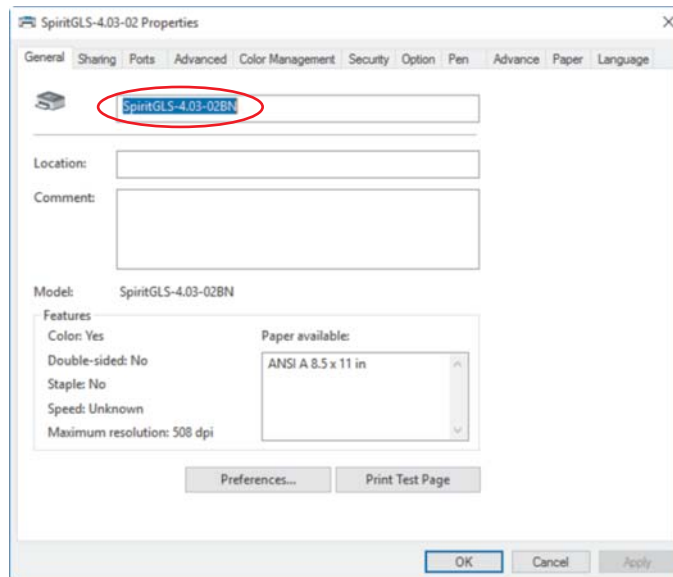 SpiritGLS-4.03-02 Properties
General Sharing Ports Advanced Color Management Security Option Pen Advance Paper Language
SpiritGLS-4.03-02BN
Location:
Comment:
Model: SpiritGLS-4.03-02BN
Features
Color: Yes
Paper available:
Double-sided: No
ANSI A 8.5 x 11 in
Staple: No
Speed: Unknown
Maximum resolution: 508 dpi
Preferences... Print Test Page
OK Cancel Apply